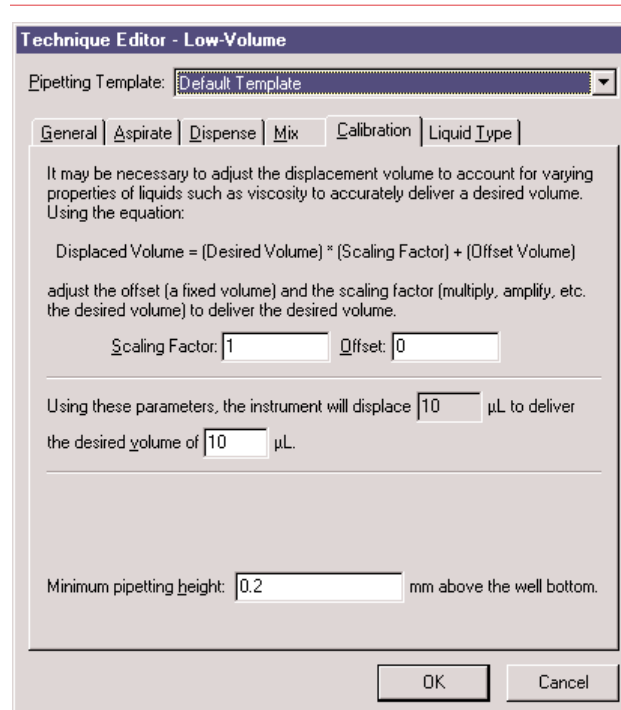 Technique Editor - Low-Volume
Pipetting Template: Default Template
General Aspirate Dispense Mix Calibration Liquid Type
It may be necessary to adjust the displacement volume to account for varying
properties of liquids such as viscosity to accurately deliver a desired volume.
Using the equation:
Displaced Volume = (Desired Volume) * (Scaling Factor) + (Offset Volume)
adjust the offset (a fixed volume) and the scaling factor (multiply, amplify, etc.
the desired volume) to deliver the desired volume.
Scaling Factor: 1 Offset: 0
Using these parameters, the instrument will displace 10 µL to deliver
the desired volume of 10 µL.
Minimum pipetting height: 0.2 mm above the well bottom.
OK Cancel